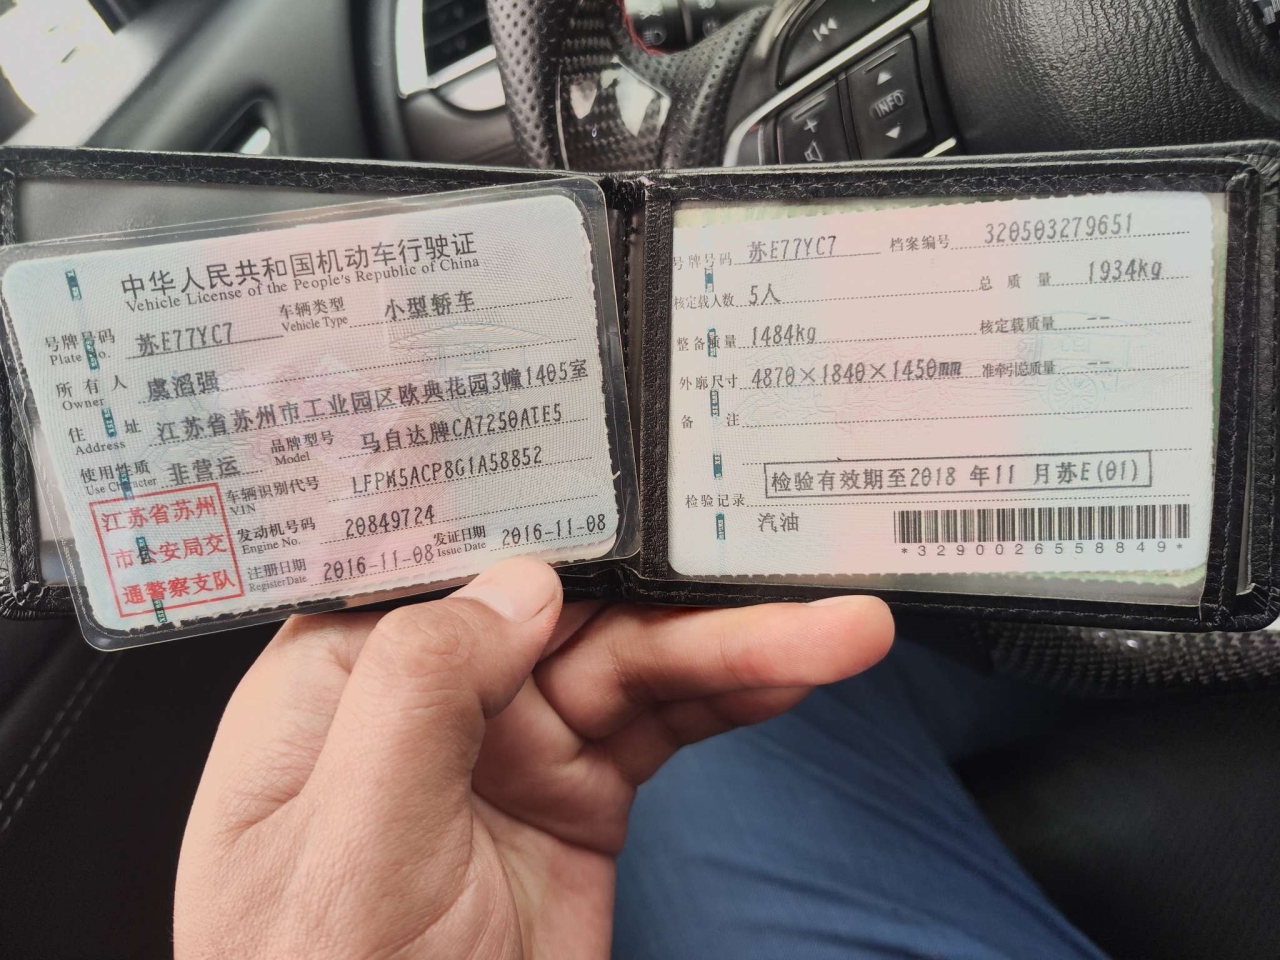 INFO
中华人民共和国机动车行驶证
Vehicle License of the People's Republic of China
号牌号码 苏E77YC7 车辆类型 小型轿车
Plate No. Vehicle Type
所有人 虞滔强
Owner
住址 江苏省苏州市工业园区欧典花园3幢1405室
Address
使用性质 非营运 品牌型号 马自达牌CA7250ATE5
Use Character Model
江苏省苏州
市公安局交
通警察支队
车辆识别代号 LFPM5ACP8G1A58852
VIN
发动机号码 20849724
Engine No.
注册日期 2016-11-08 发证日期 2016-11-08
Register Date Issue Date
号牌号码 苏E77YC7 档案编号 320503279651
核定载人数 5人 总质量 1934kg
整备质量 1484kg 核定载质量 --
外廓尺寸 4870×1840×1450mm 准牵引总质量 --
备注
检验有效期至2018 年11 月苏E(01)
检验记录
汽油
*3290026558849*